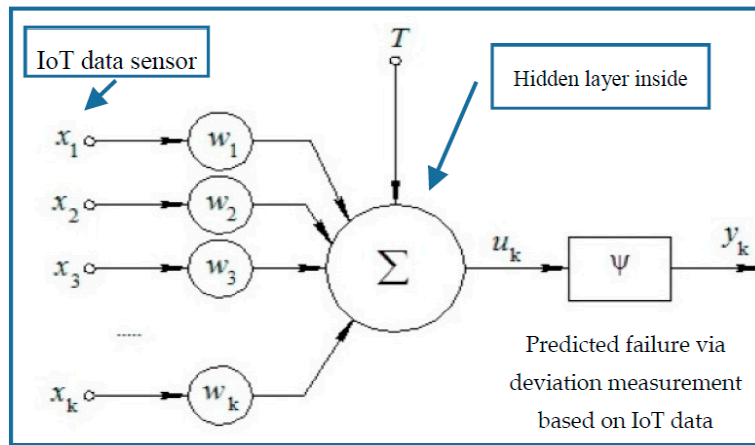 IoT data sensor
T
Hidden layer inside
x1
w1
x2
w2
x3
w3
.....
xk
wk
Σ
uk
Ψ
yk
Predicted failure via
deviation measurement
based on IoT data